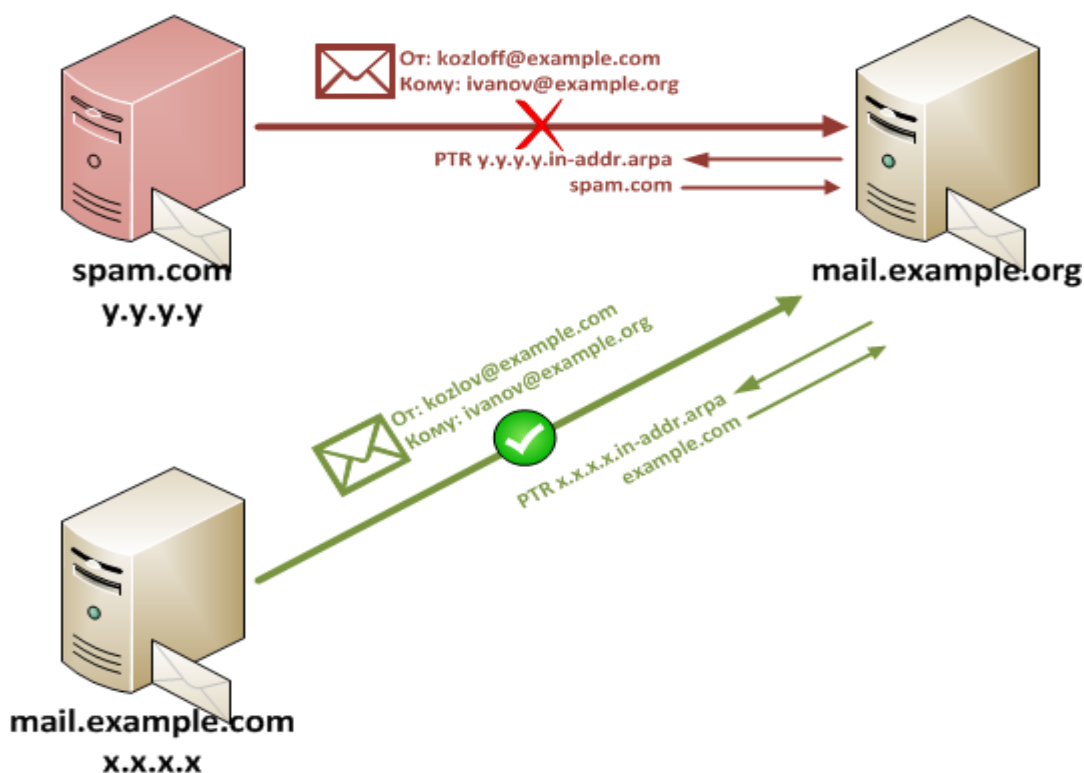 От: kozloff@example.com
Кому: ivanov@example.org
PTR y.y.y.y.in-addr.arpa
spam.com
spam.com
y.y.y.y
mail.example.org
От: kozlov@example.com
Кому: ivanov@example.org
PTR x.x.x.x.in-addr.arpa
example.com
mail.example.com
x.x.x.x